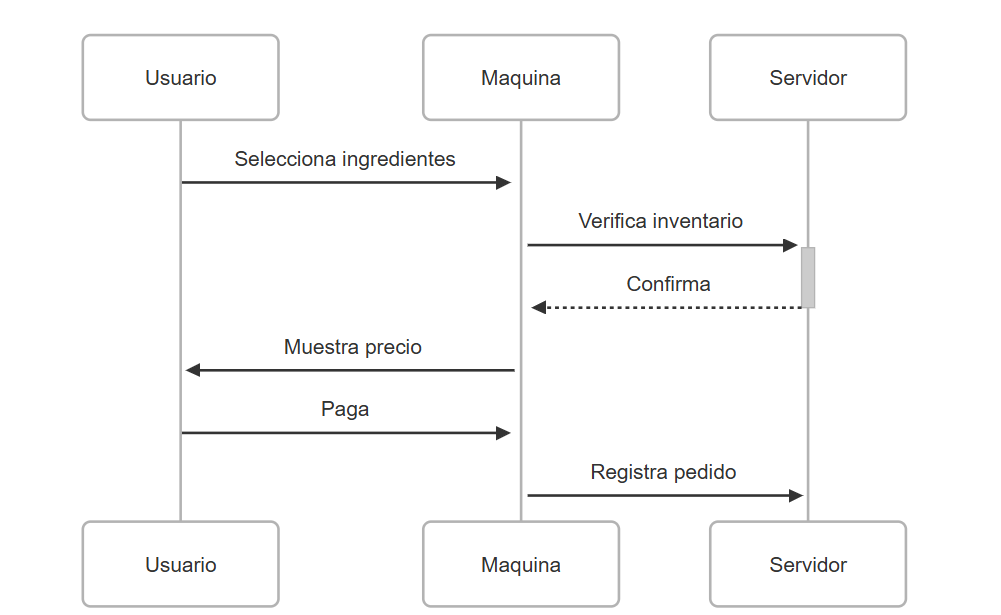 Usuario
Maquina
Servidor
Selecciona ingredientes
Verifica inventario
Confirma
Muestra precio
Paga
Registra pedido
Usuario
Maquina
Servidor